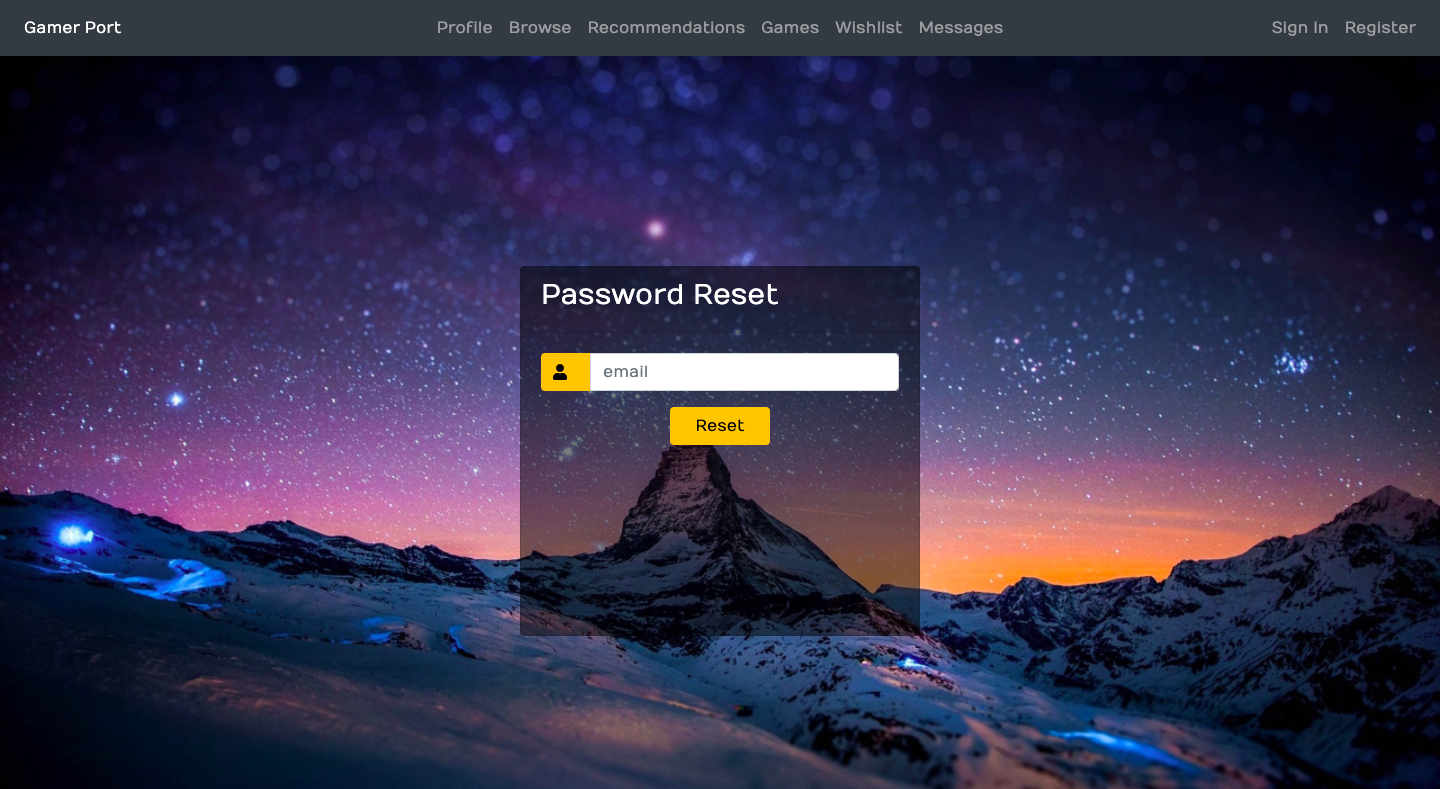 Gamer Port Profile Browse Recommendations Games Wishlist Messages Sign In Register
Password Reset
email
Reset